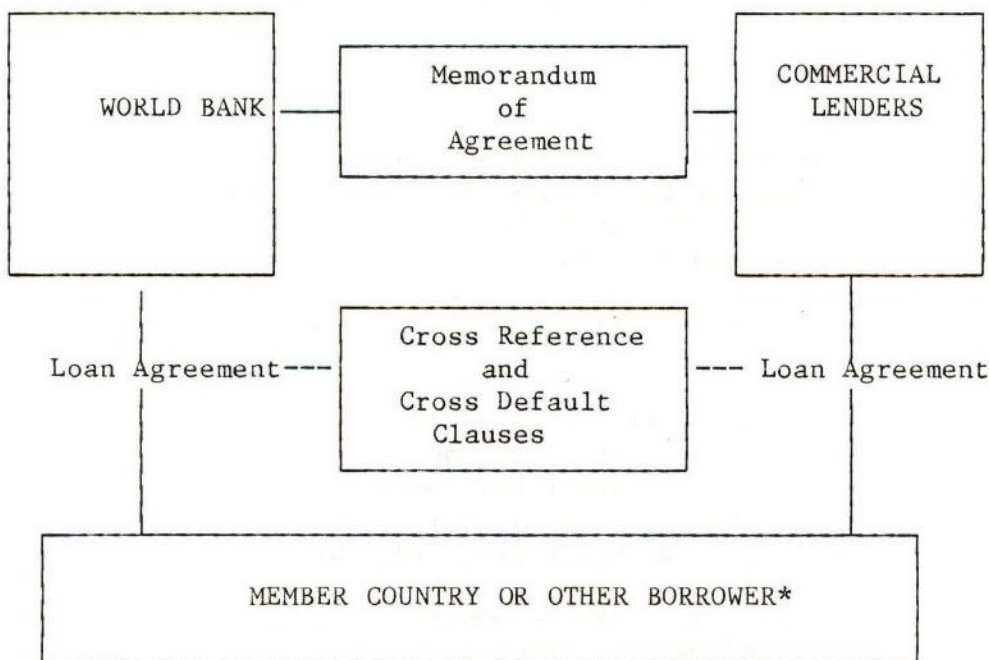 WORLD BANK
Memorandum
of
Agreement
COMMERCIAL
LENDERS
Loan Agreement
Cross Reference
and
Cross Default
Clauses
Loan Agreement
MEMBER COUNTRY OR OTHER BORROWER*